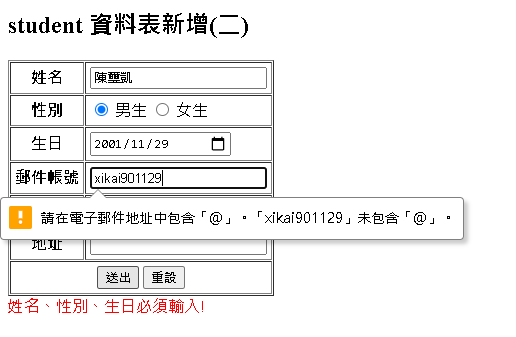 student 資料表新增(二)
姓名 陳璽凱
性別 男生 女生
生日 2001/11/29
郵件帳號 xikai901129
請在電子郵件地址中包含「@」。「xikai901129」未包含「@」。
地址
送出 重設
姓名、性別、生日必須輸入!